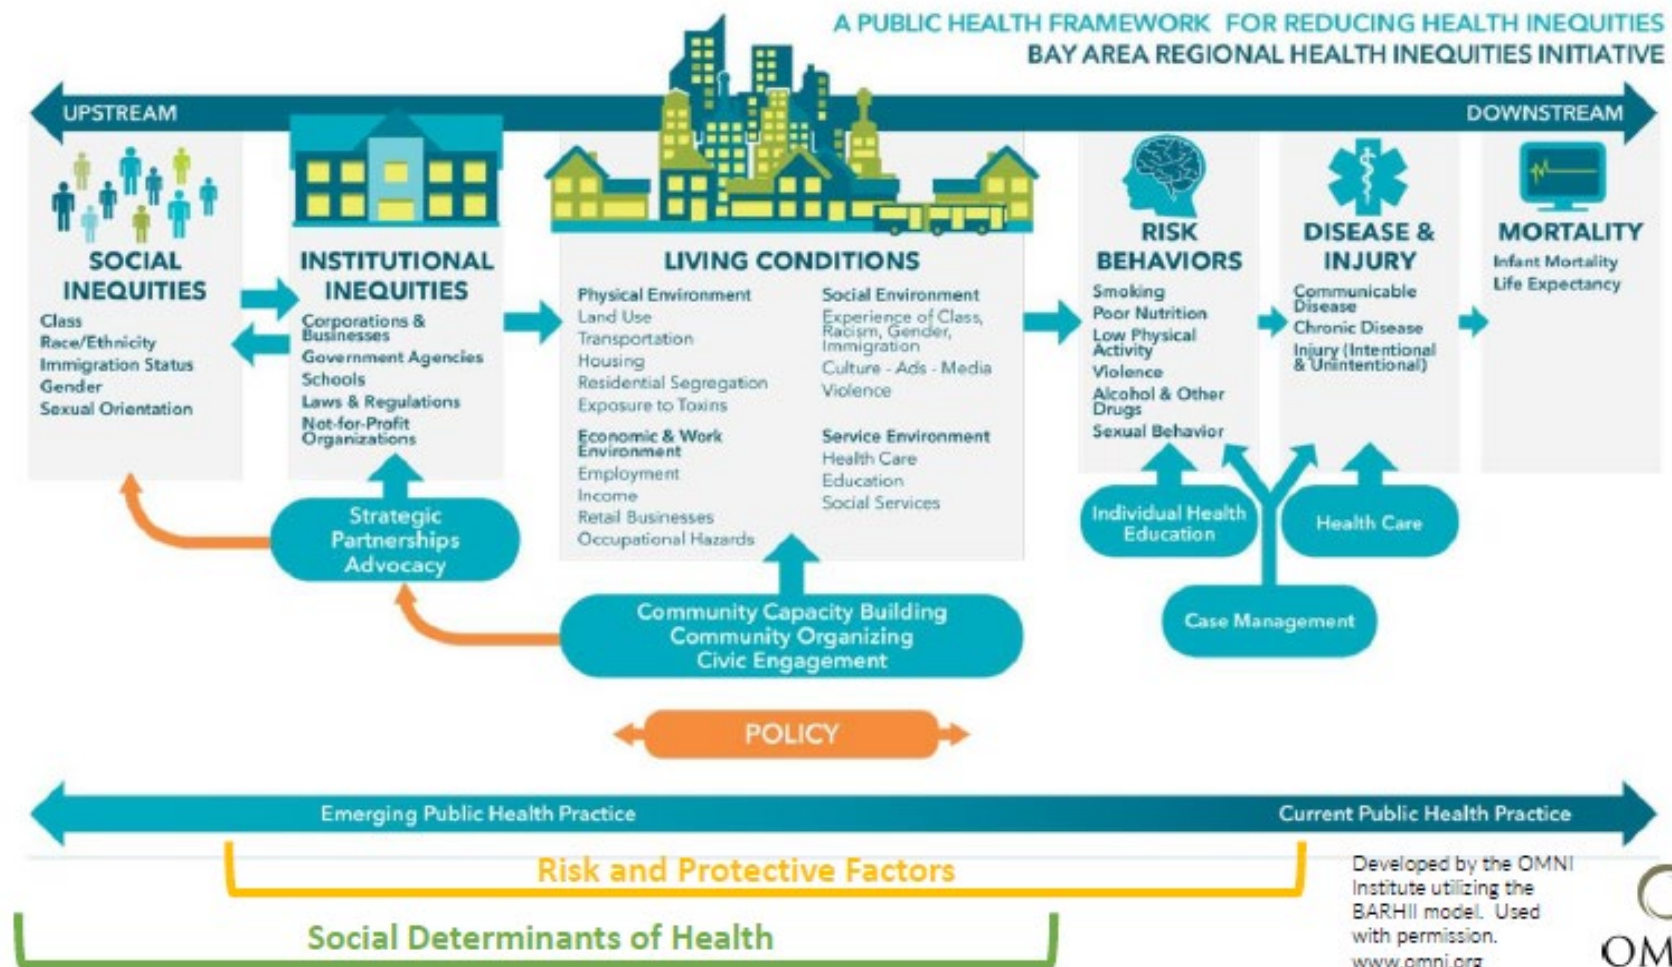 A PUBLIC HEALTH FRAMEWORK FOR REDUCING HEALTH INEQUITIES
BAY AREA REGIONAL HEALTH INEQUITIES INITIATIVE
UPSTREAM
DOWNSTREAM
SOCIAL
INEQUITIES
Class
Race/Ethnicity
Immigration Status
Gender
Sexual Orientation
INSTITUTIONAL
INEQUITIES
Corporations &
Businesses
Government Agencies
Schools
Laws & Regulations
Not-for-Profit
Organizations
LIVING CONDITIONS
Physical Environment
Land Use
Transportation
Housing
Residential Segregation
Exposure to Toxins
Economic & Work
Environment
Employment
Income
Retail Businesses
Occupational Hazards
Social Environment
Experience of Class,
Racism, Gender,
Immigration
Culture - Ads - Media
Violence
Service Environment
Health Care
Education
Social Services
RISK
BEHAVIORS
Smoking
Poor Nutrition
Low Physical
Activity
Violence
Alcohol & Other
Drugs
Sexual Behavior
DISEASE &
INJURY
Communicable
Disease
Chronic Disease
Injury (Intentional
& Unintentional)
MORTALITY
Infant Mortality
Life Expectancy
Strategic
Partnerships
Advocacy
Community Capacity Building
Community Organizing
Civic Engagement
Individual Health
Education
Health Care
Case Management
POLICY
Emerging Public Health Practice
Current Public Health Practice
Risk and Protective Factors
Social Determinants of Health
Developed by the OMNI
Institute utilizing the
BARHII model. Used
with permission.
www.omni.org